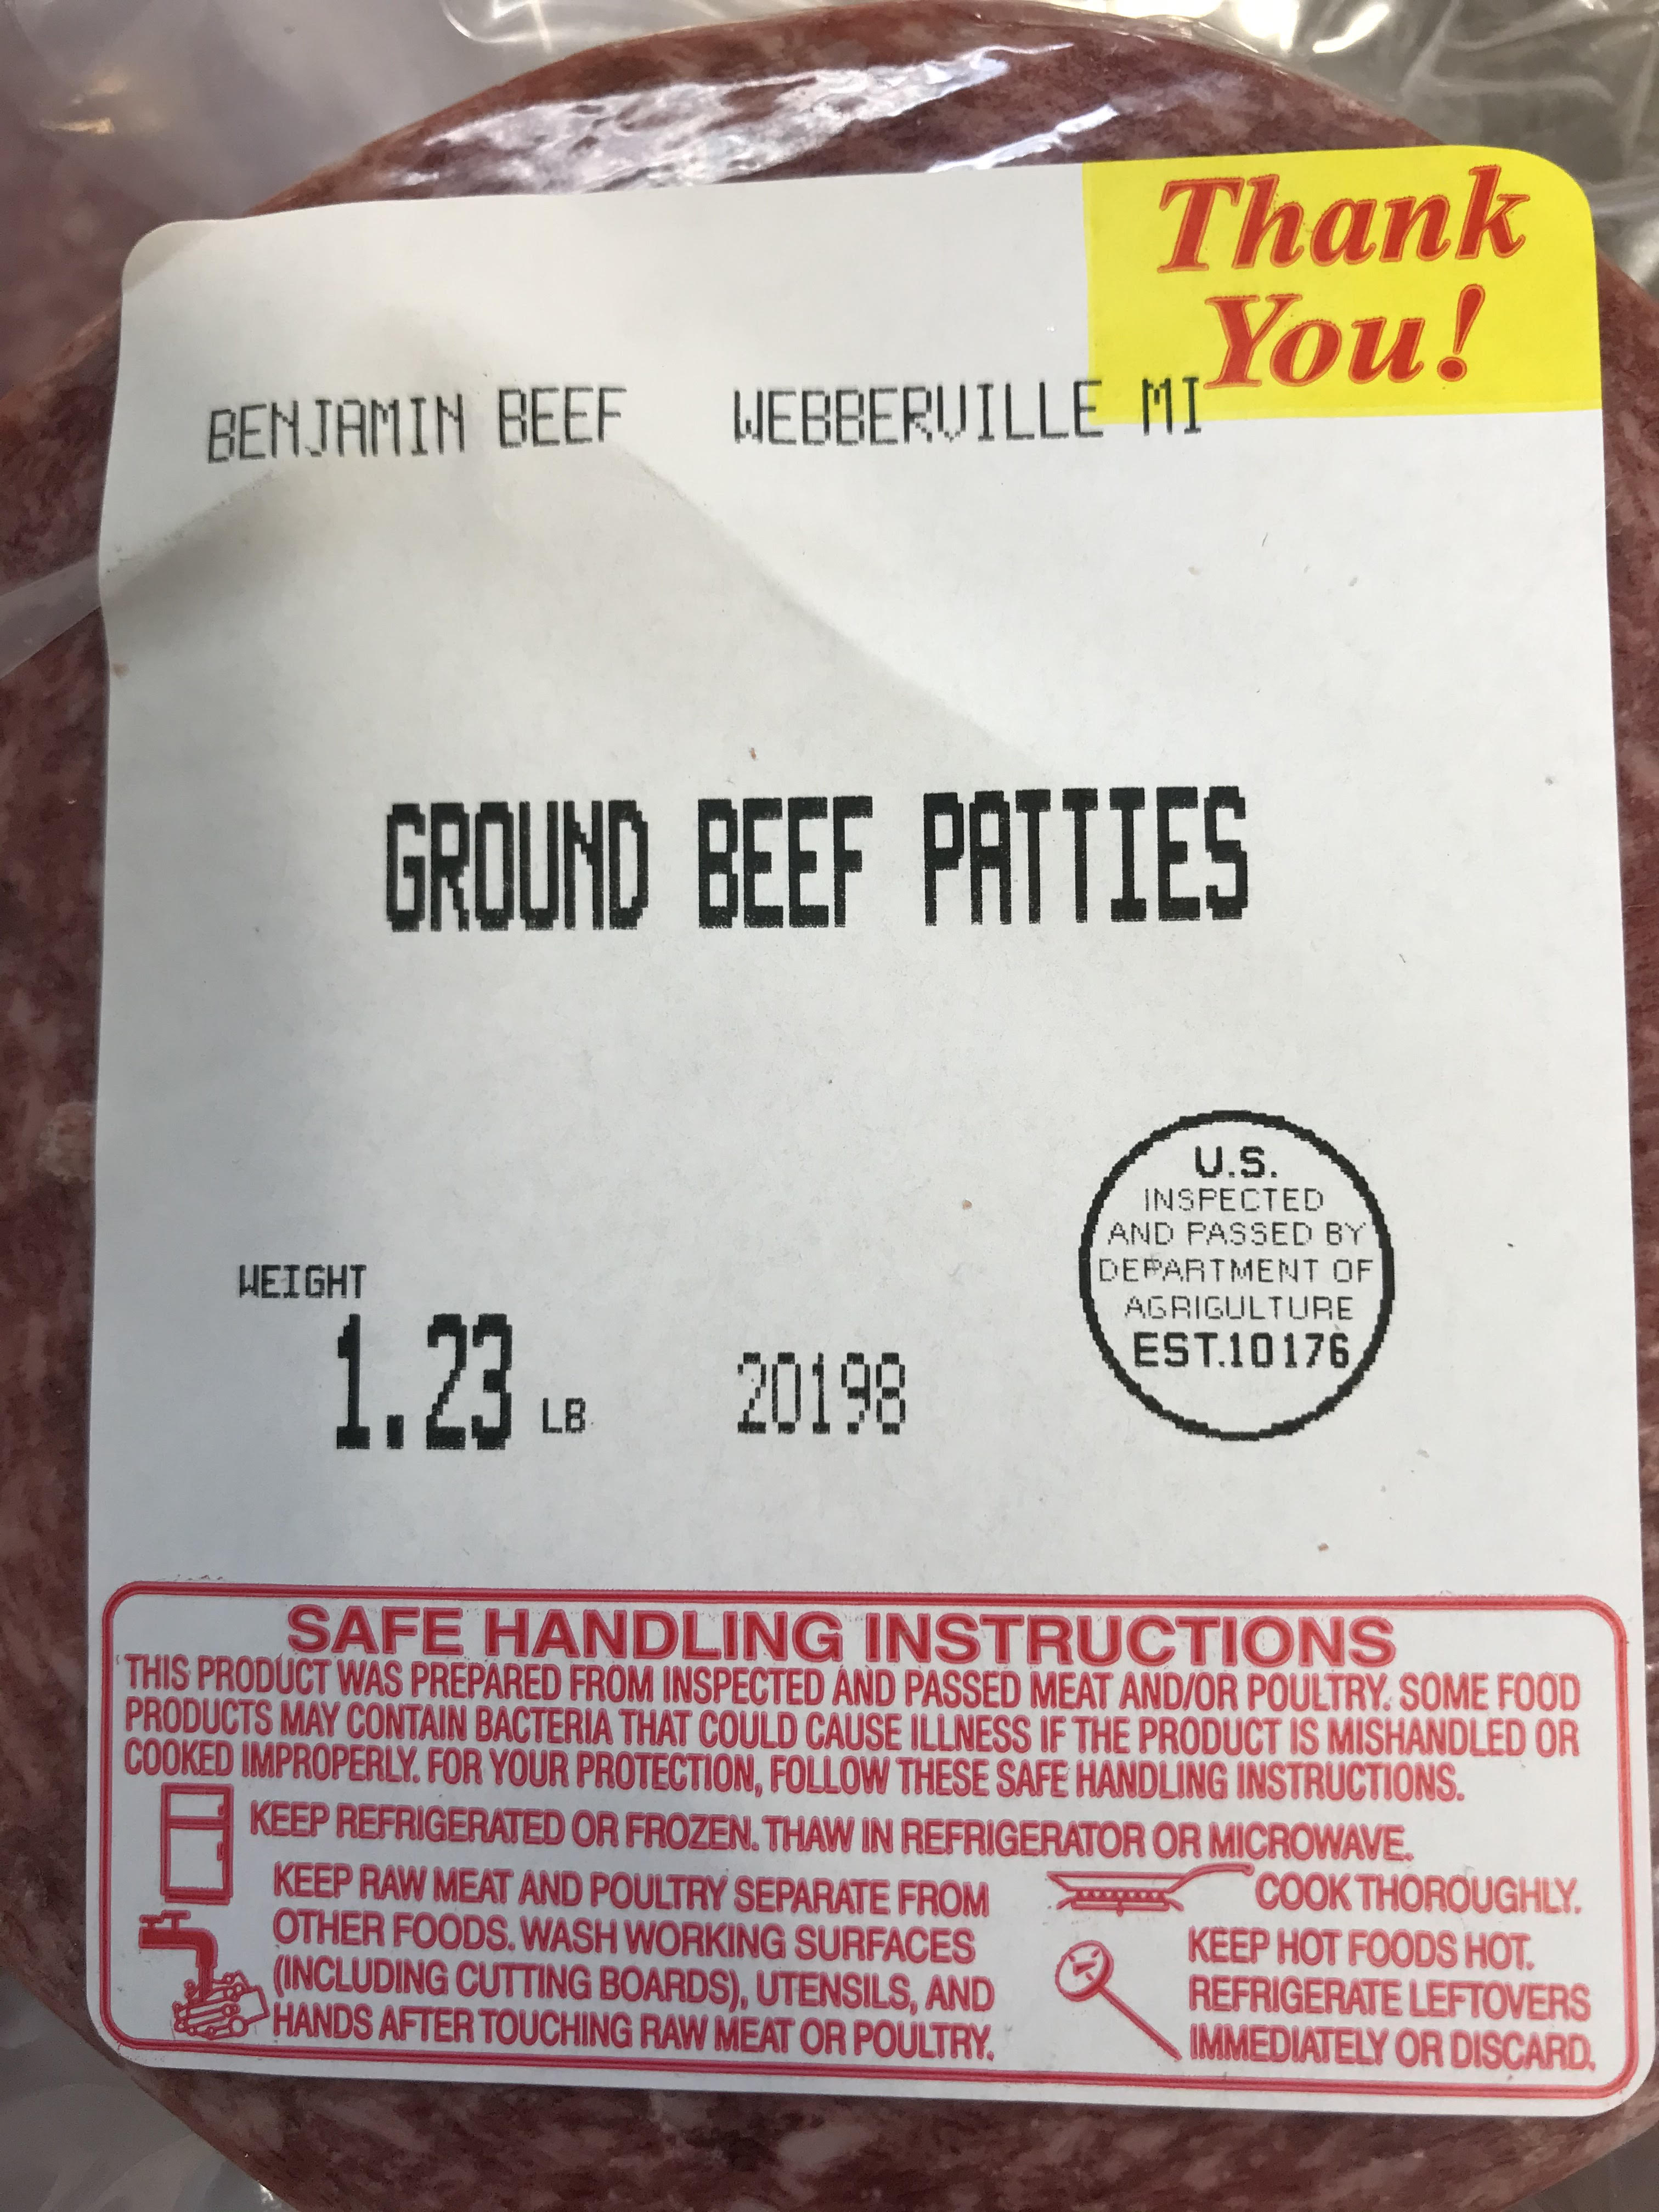 Thank
You!
BENJAMIN BEEF WEBBERVILLE MI
GROUND BEEF PATTIES
U.S.
INSPECTED
AND PASSED BY
DEPARTMENT OF
AGRICULTURE
EST.10176
WEIGHT
1.23 LB
20198
SAFE HANDLING INSTRUCTIONS
THIS PRODUCT WAS PREPARED FROM INSPECTED AND PASSED MEAT AND/OR POULTRY. SOME FOOD
PRODUCTS MAY CONTAIN BACTERIA THAT COULD CAUSE ILLNESS IF THE PRODUCT IS MISHANDLED OR
COOKED IMPROPERLY. FOR YOUR PROTECTION, FOLLOW THESE SAFE HANDLING INSTRUCTIONS.
KEEP REFRIGERATED OR FROZEN. THAW IN REFRIGERATOR OR MICROWAVE.
KEEP RAW MEAT AND POULTRY SEPARATE FROM
OTHER FOODS. WASH WORKING SURFACES
(INCLUDING CUTTING BOARDS), UTENSILS, AND
HANDS AFTER TOUCHING RAW MEAT OR POULTRY.
COOK THOROUGHLY.
KEEP HOT FOODS HOT.
REFRIGERATE LEFTOVERS
IMMEDIATELY OR DISCARD.